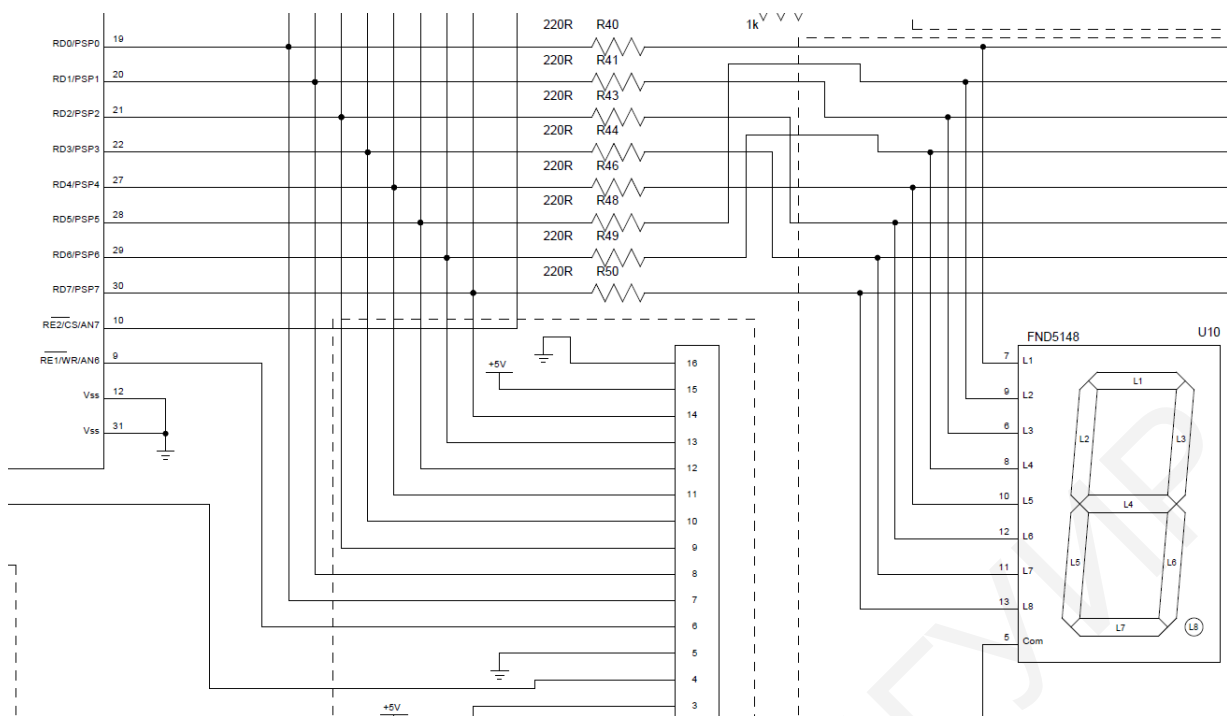 220R R40
1k
RD0/PSP0 19
220R R41
RD1/PSP1 20
220R R43
RD2/PSP2 21
220R R44
RD3/PSP3 22
220R R46
RD4/PSP4 27
220R R48
RD5/PSP5 28
220R R49
RD6/PSP6 29
220R R50
RD7/PSP7 30
RE2/CS/AN7 10
FND5148 U10
RE1/WR/AN6 9
+5V
16
7 L1
L1
15
Vss 12
9 L2
14
Vss 31
6 L3
L2 L3
13
12
8 L4
11
10 L5
L4
10
12 L6
9
L5 L6
8
11 L7
7
13 L8
6
L7 L8
5
5 Com
4
+5V
3
ГУИР